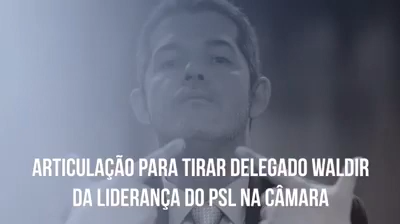 ARTICULAÇÃO PARA TIRAR DELEGADO WALDIR
DA LIDERANÇA DO PSL NA CÂMARA